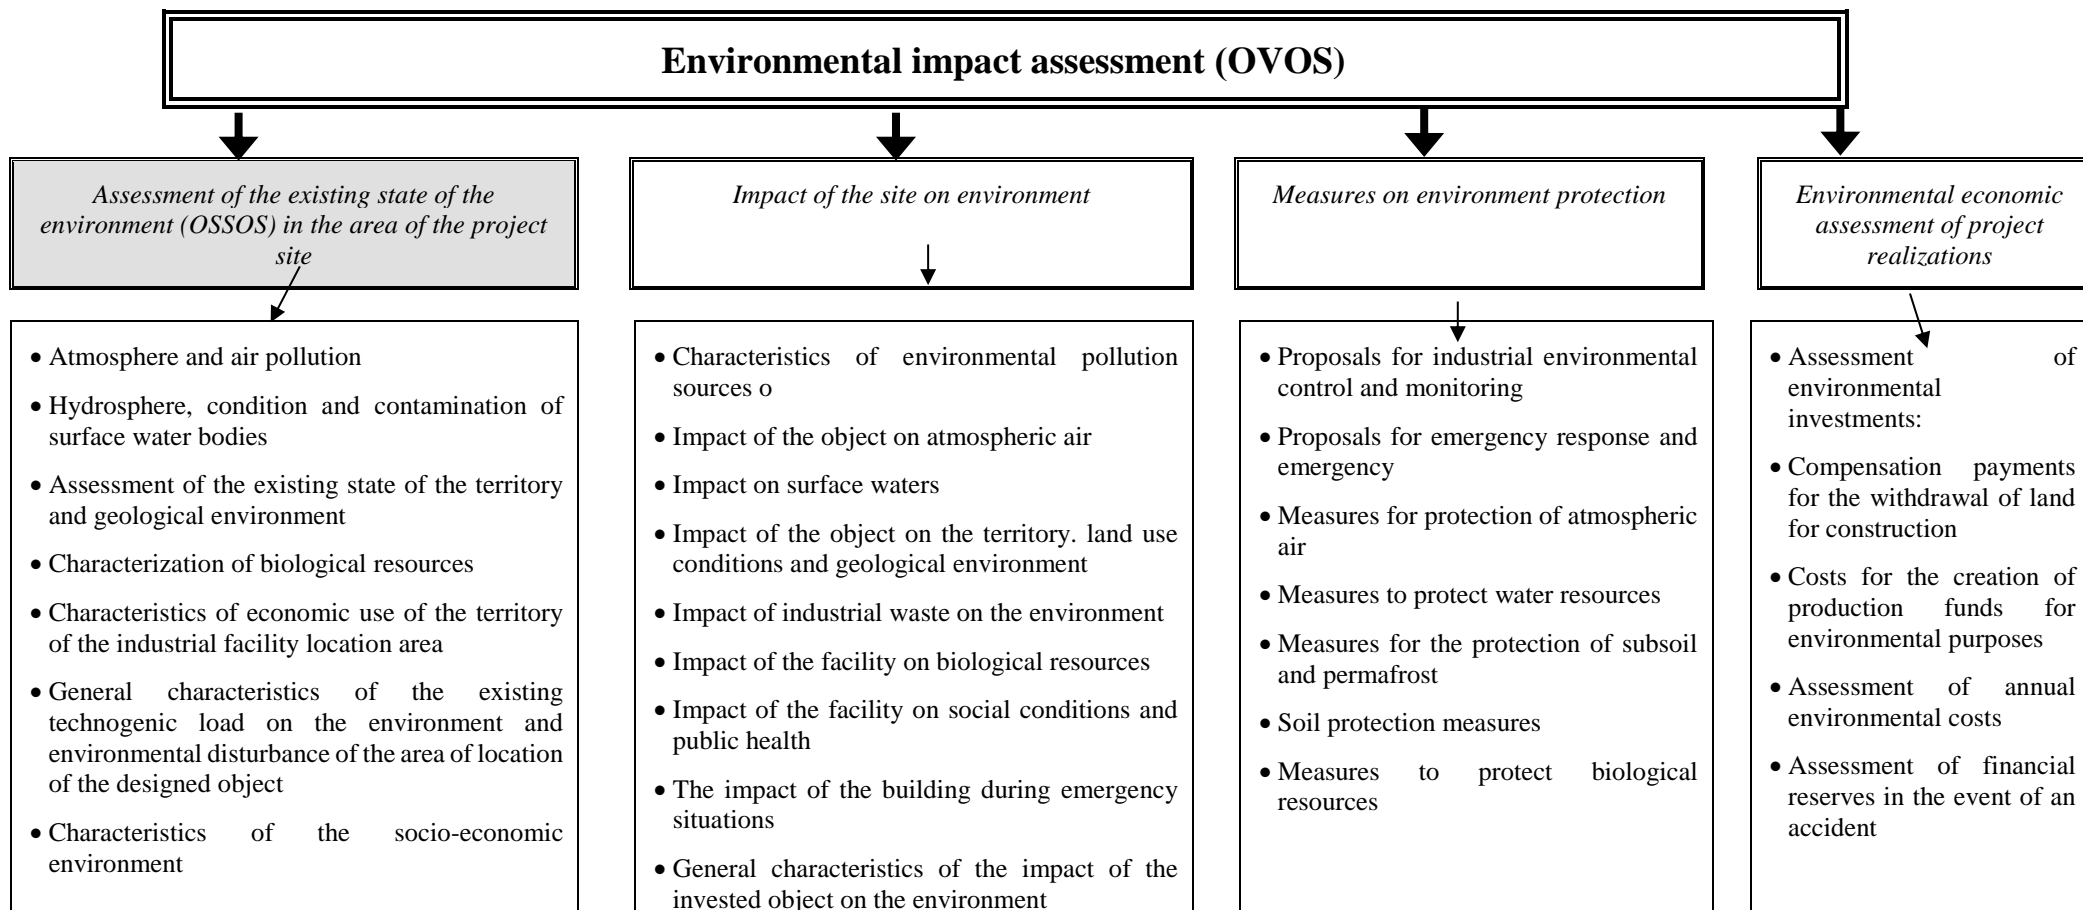 Environmental impact assessment (OVOS)
Assessment of the existing state of the
environment (OSSOS) in the area of the project
site
Impact of the site on environment
Measures on environment protection
Environmental economic
assessment of project
realizations
• Atmosphere and air pollution
• Hydrosphere, condition and contamination of
surface water bodies
• Assessment of the existing state of the territory
and geological environment
• Characterization of biological resources
• Characteristics of economic use of the territory
of the industrial facility location area
• General characteristics of the existing
technogenic load on the environment and
environmental disturbance of the area of location
of the designed object
• Characteristics of the socio-economic
environment
• Characteristics of environmental pollution
sources o
• Impact of the object on atmospheric air
• Impact on surface waters
• Impact of the object on the territory. land use
conditions and geological environment
• Impact of industrial waste on the environment
• Impact of the facility on biological resources
• Impact of the facility on social conditions and
public health
• The impact of the building during emergency
situations
• General characteristics of the impact of the
invested object on the environment
• Proposals for industrial environmental
control and monitoring
• Proposals for emergency response and
emergency
• Measures for protection of atmospheric
air
• Measures to protect water resources
• Measures for the protection of subsoil
and permafrost
• Soil protection measures
• Measures to protect biological
resources
• Assessment of
environmental
investments:
• Compensation payments
for the withdrawal of land
for construction
• Costs for the creation of
production funds for
environmental purposes
• Assessment of annual
environmental costs
• Assessment of financial
reserves in the event of an
accident